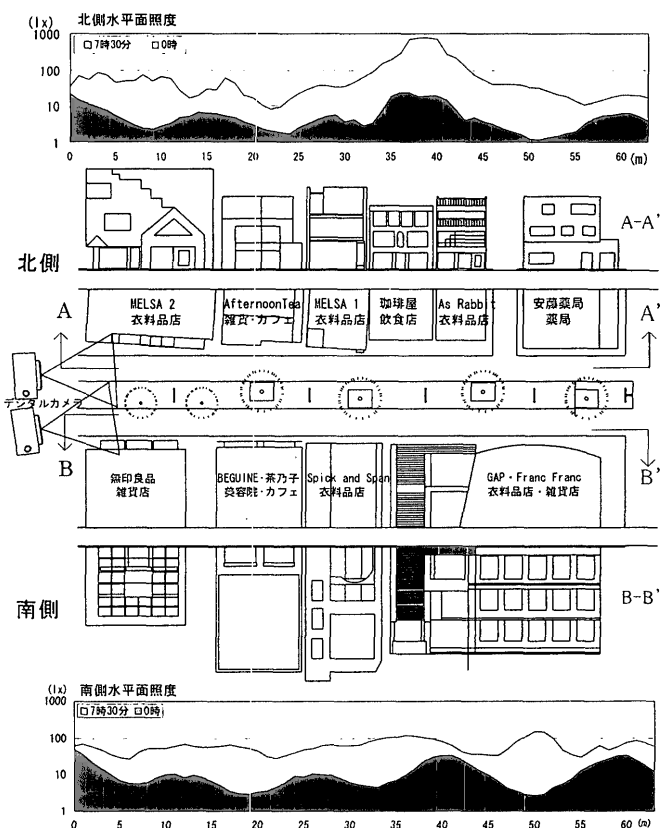 (lx) 北側水平面照度
1000
100
10
1
□7時30分 □0時
0 5 10 15 20 25 30 35 40 45 50 55 60 (m)
北側
A-A'
A
A'
MELSA 2
衣料品店
AfternoonTea
雑貨・カフェ
MELSA 1
衣料品店
珈琲屋
飲食店
As Rabbit
衣料品店
安藤薬局
薬局
デジタルカメラ
B
B'
無印良品
雑貨店
BEGUINE・茶乃子
美容院・カフェ
Spick and Span
衣料品店
GAP・Franc Franc
衣料品店・雑貨店
南側
B-B'
(lx) 南側水平面照度
1000
100
10
1
□7時30分 □0時
0 5 10 15 20 25 30 35 40 45 50 55 60 (m)